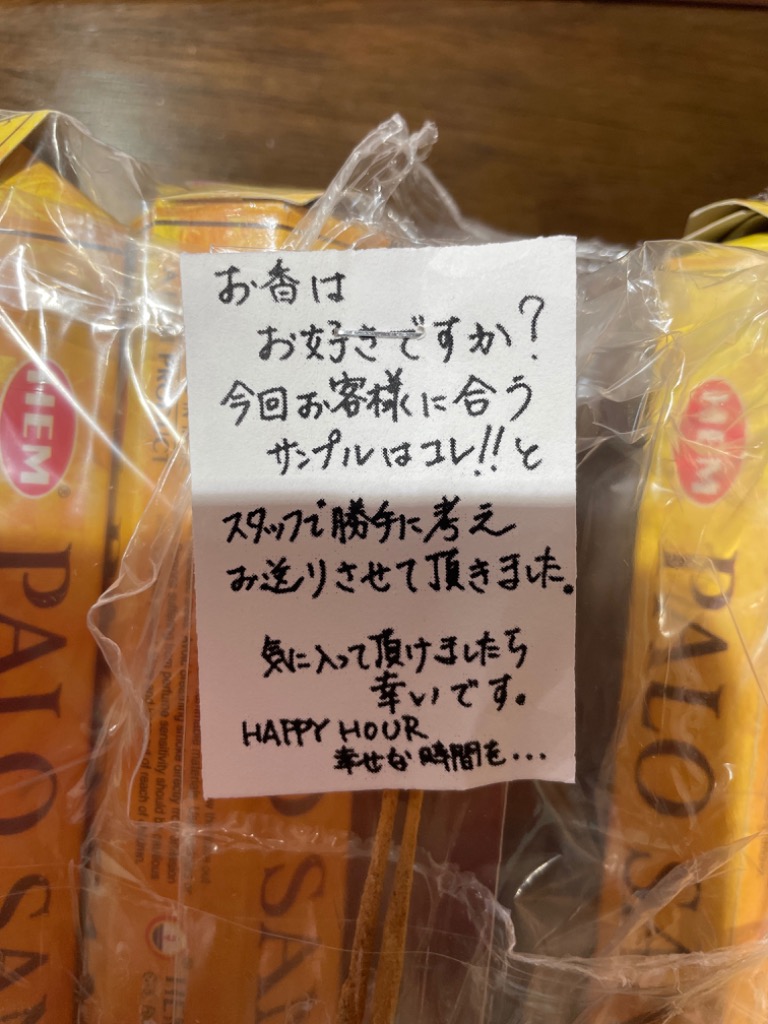 お香は
お好きですか？
今回お客様に合う
サンプルはコレ!!と
スタッフで勝手に考え
お送りさせて頂きました。
気に入って頂けましたら
幸いです。
HAPPY HOUR
幸せな時間を...
HEM
PALO SAN
HEM
PALO SA